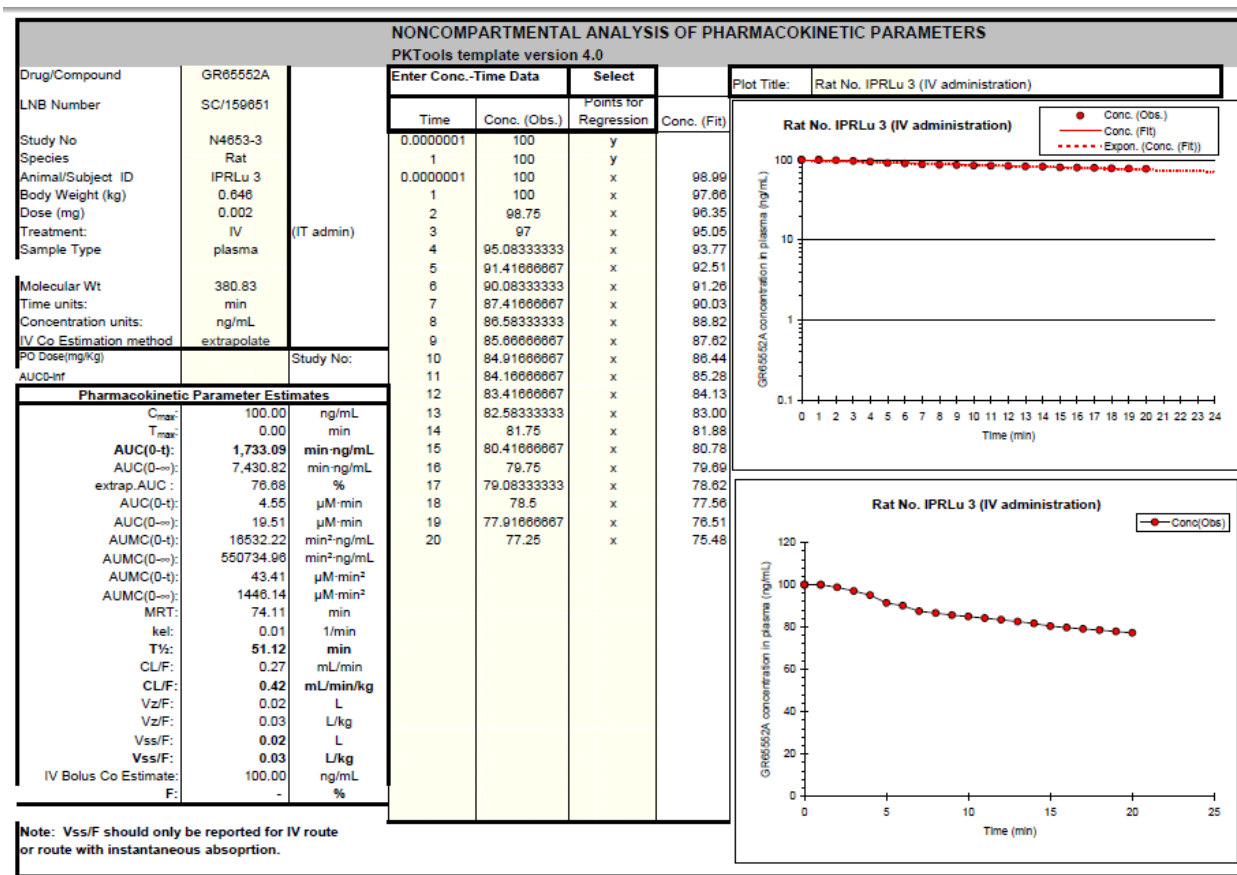 NONCOMPARTMENTAL ANALYSIS OF PHARMACOKINETIC PARAMETERS
PKTools template version 4.0
Drug/Compound GR65552A
LNB Number SC/159651
Study No N4653-3
Species Rat
Animal/Subject ID IPRLu 3
Body Weight (kg) 0.646
Dose (mg) 0.002
Treatment: IV (IT admin)
Sample Type plasma
Molecular Wt 380.83
Time units: min
Concentration units: ng/mL
IV Co Estimation method extrapolate
PO Dose(mg/Kg) Study No:
AUC0-inf
Pharmacokinetic Parameter Estimates
Cmax: 100.00 ng/mL
Tmax: 0.00 min
AUC(0-t): 1,733.09 min·ng/mL
AUC(0-∞): 7,430.82 min·ng/mL
extrap.AUC : 76.68 %
AUC(0-t): 4.55 µM·min
AUC(0-∞): 19.51 µM·min
AUMC(0-t): 16532.22 min²·ng/mL
AUMC(0-∞): 550734.96 min²·ng/mL
AUMC(0-t): 43.41 µM·min²
AUMC(0-∞): 1446.14 µM·min²
MRT: 74.11 min
kel: 0.01 1/min
T½: 51.12 min
CL/F: 0.27 mL/min
CL/F: 0.42 mL/min/kg
Vz/F: 0.02 L
Vz/F: 0.03 L/kg
Vss/F: 0.02 L
Vss/F: 0.03 L/kg
IV Bolus Co Estimate: 100.00 ng/mL
F: - %
Note: Vss/F should only be reported for IV route
or route with instantaneous absoprtion.
Enter Conc.-Time Data Select
Points for
Time Conc. (Obs.) Regression Conc. (Fit)
0.0000001 100 y
1 100 y
0.0000001 100 x 98.99
1 100 x 97.66
2 98.75 x 96.35
3 97 x 95.05
4 95.08333333 x 93.77
5 91.41666667 x 92.51
6 90.08333333 x 91.26
7 87.41666667 x 90.03
8 86.58333333 x 88.82
9 85.66666667 x 87.62
10 84.91666667 x 86.44
11 84.16666667 x 85.28
12 83.41666667 x 84.13
13 82.58333333 x 83.00
14 81.75 x 81.88
15 80.41666667 x 80.78
16 79.75 x 79.69
17 79.08333333 x 78.62
18 78.5 x 77.56
19 77.91666667 x 76.51
20 77.25 x 75.48
Plot Title: Rat No. IPRLu 3 (IV administration)
Rat No. IPRLu 3 (IV administration)
Conc. (Obs.)
Conc. (Fit)
Expon. (Conc. (Fit))
GR65552A concentration in plasma (ng/mL)
100
10
1
0.1
0 1 2 3 4 5 6 7 8 9 10 11 12 13 14 15 16 17 18 19 20 21 22 23 24
Time (min)
Rat No. IPRLu 3 (IV administration)
Conc(Obs)
GR65552A concentration in plasma (ng/mL)
120
100
80
60
40
20
0
0 5 10 15 20 25
Time (min)